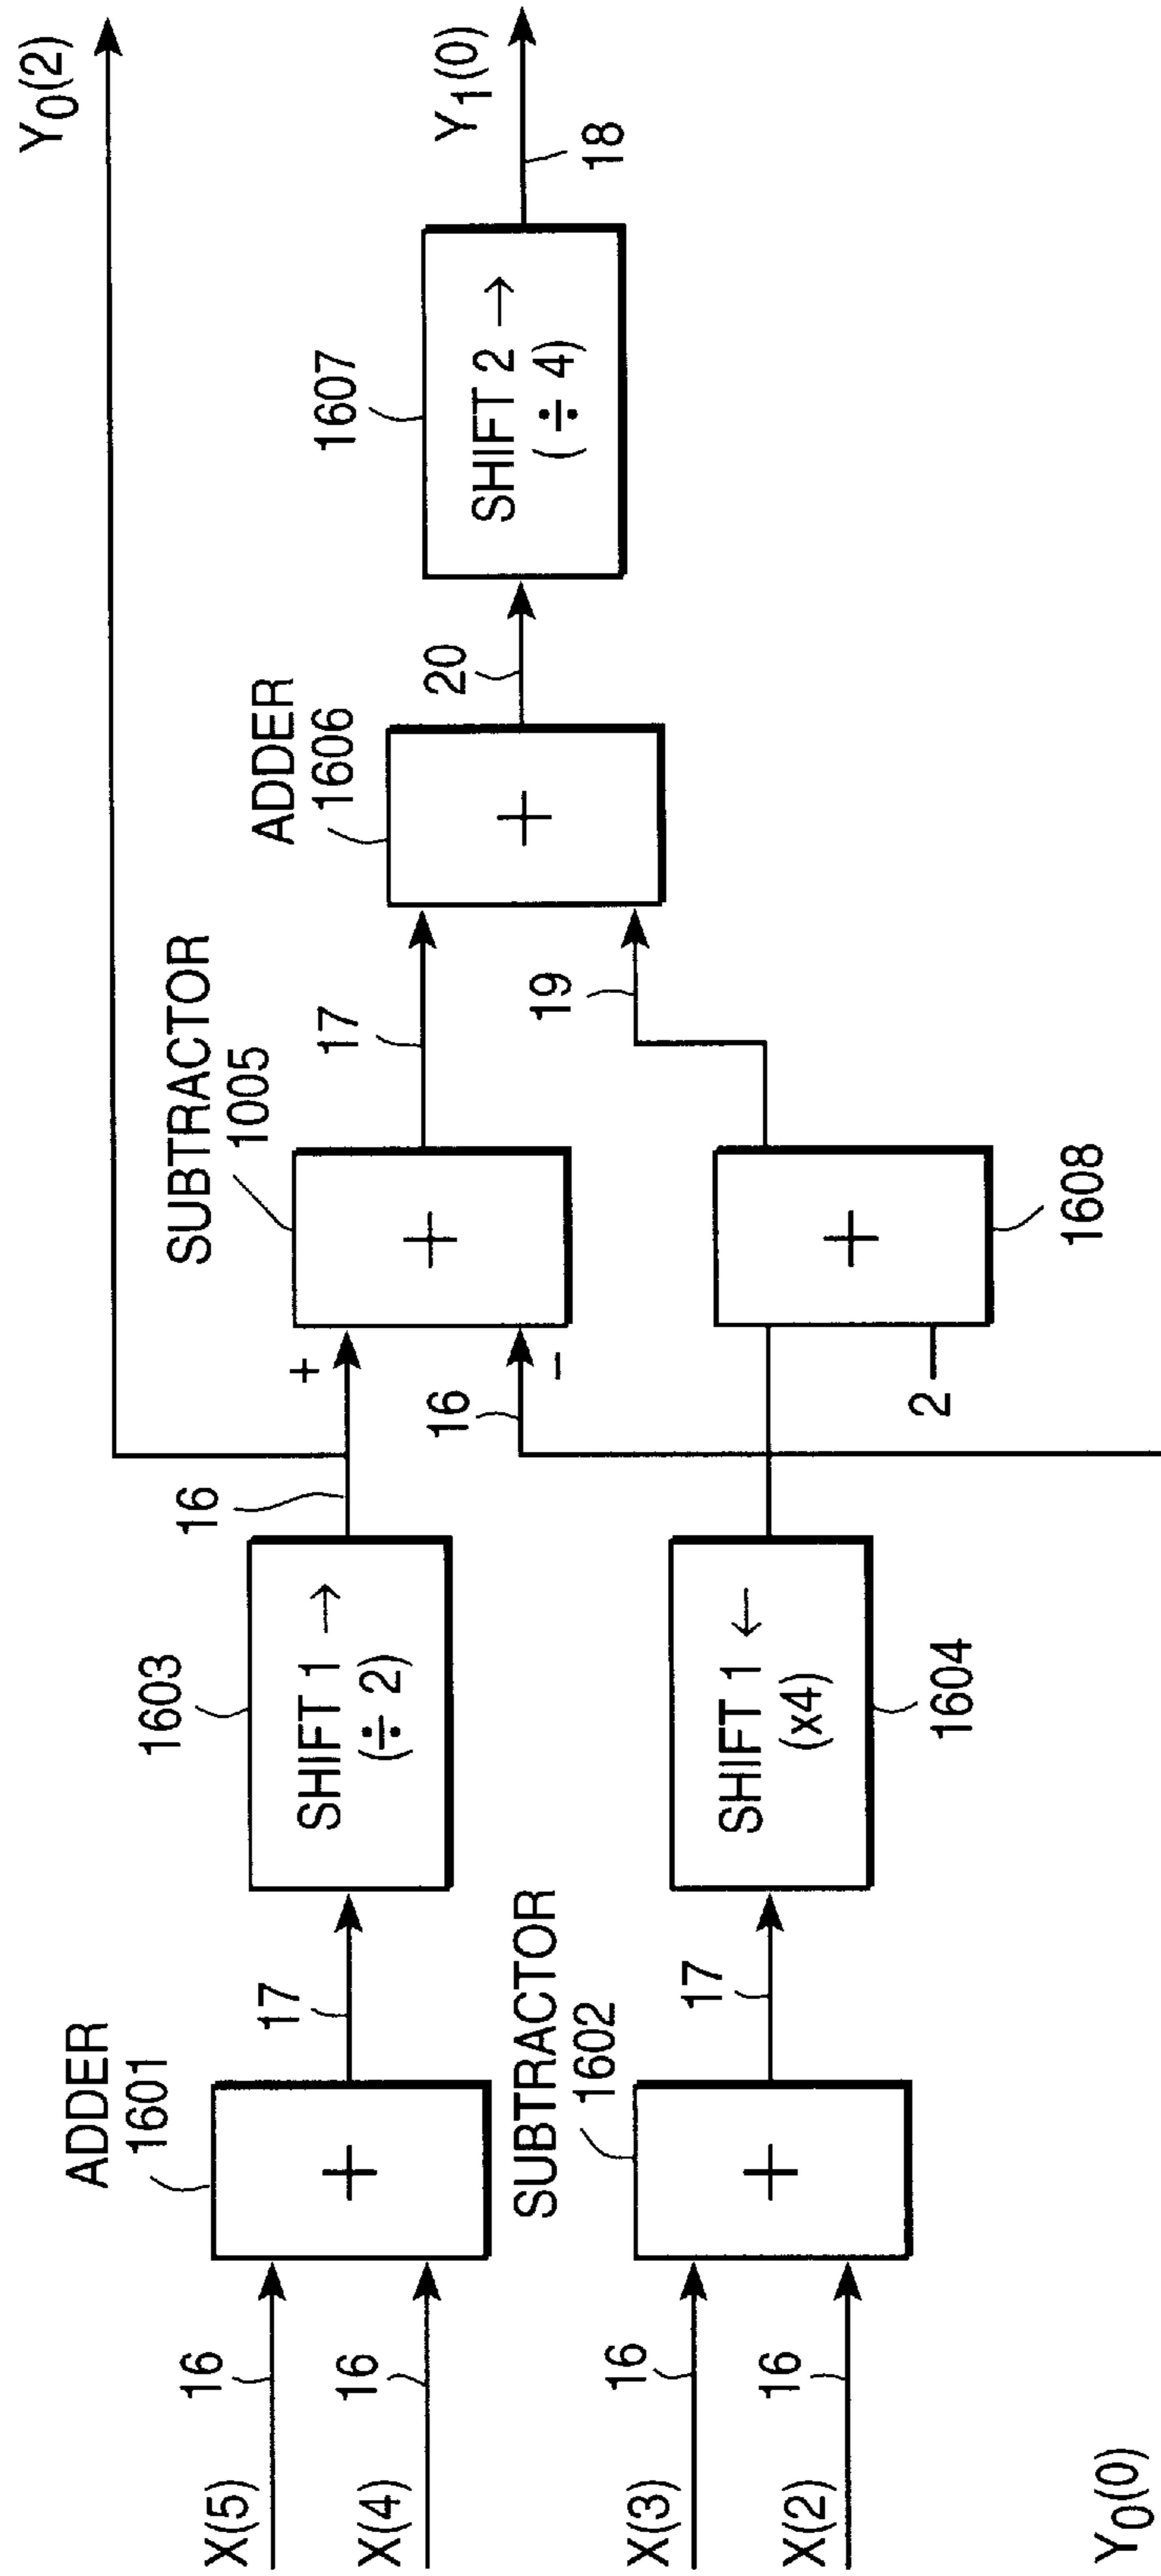 Y0(2)
X(5)
16
X(4)
16
ADDER
1601
17
1603
SHIFT 1 →
(÷ 2)
16
+
16
−
SUBTRACTOR
1005
+
17
ADDER
1606
+
20
1607
SHIFT 2 →
(÷ 4)
Y1(0)
18
X(3)
16
X(2)
16
SUBTRACTOR
1602
+
+
17
SHIFT 1 ←
(x4)
1604
2
+
1608
19
Y0(0)